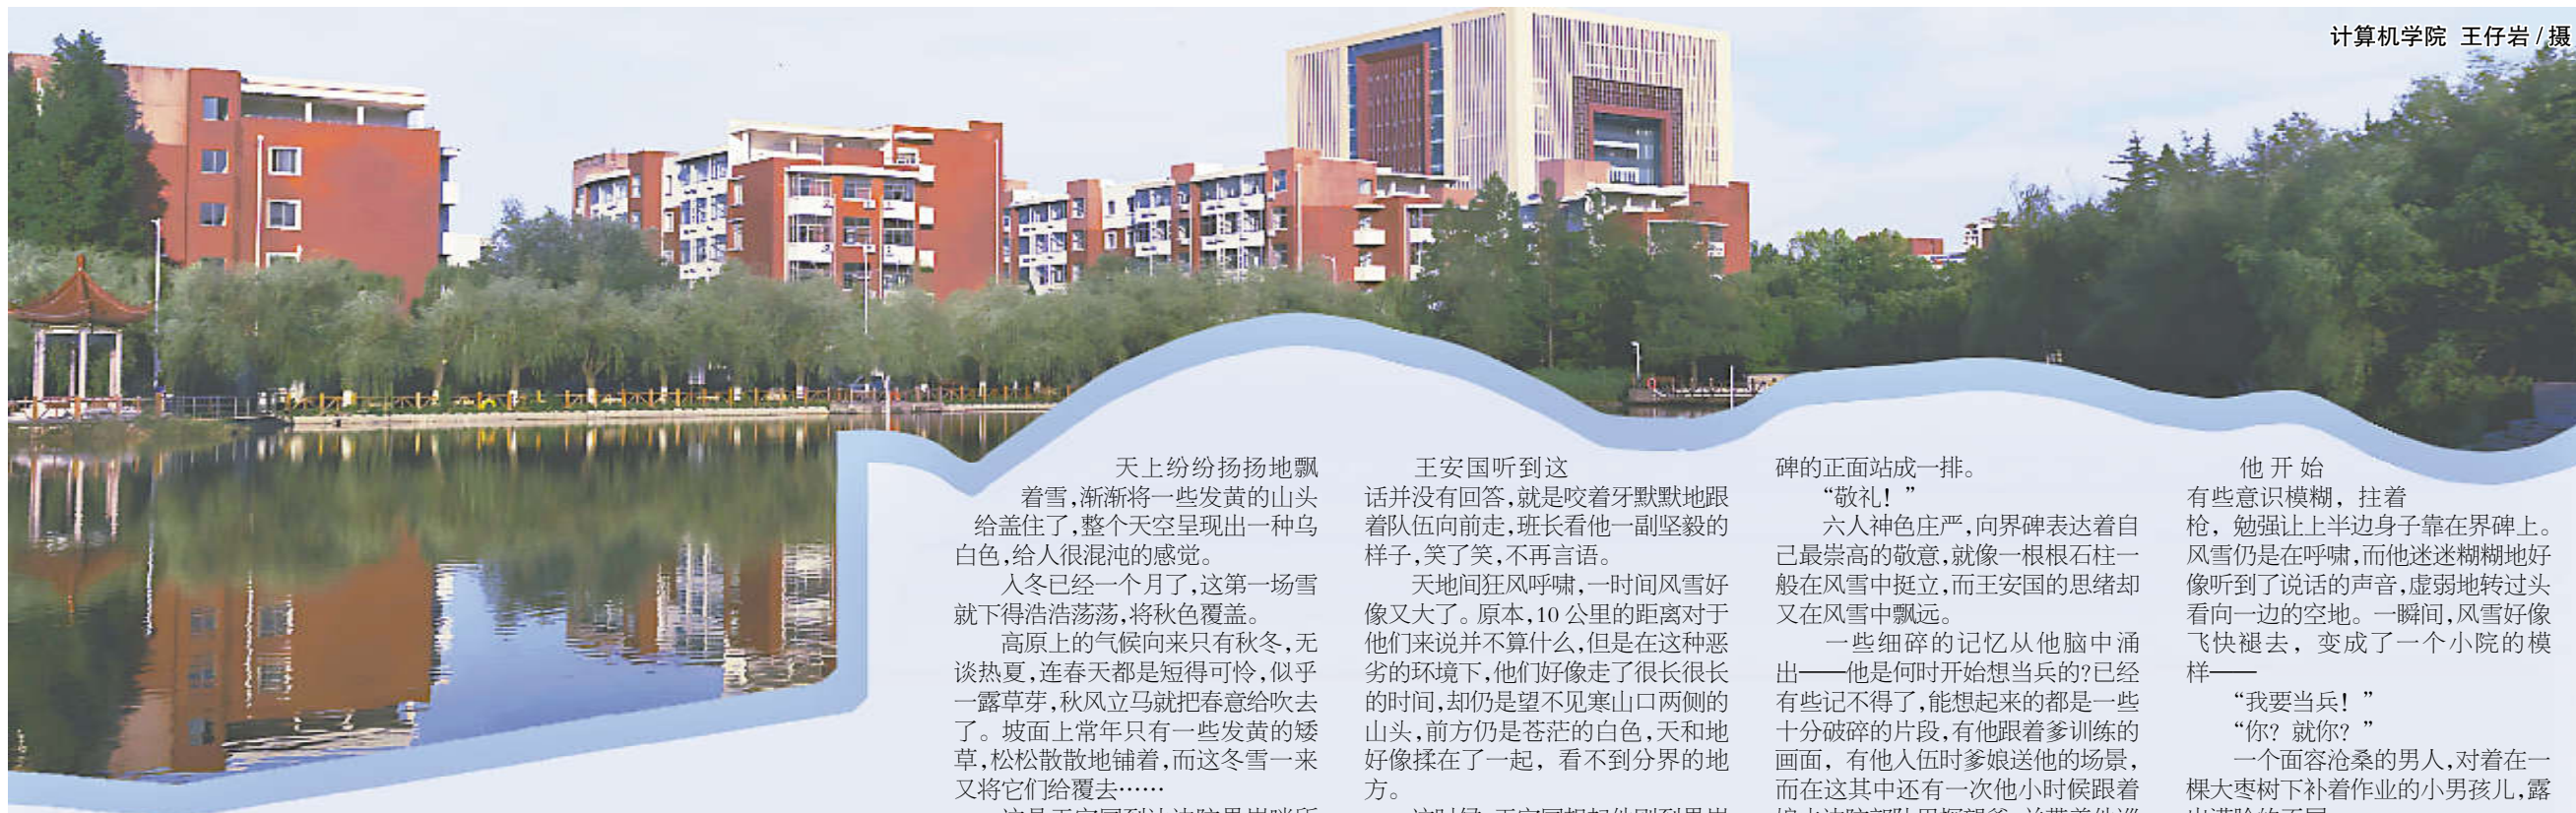 计算机学院 王仔岩/摄
天上纷纷扬扬地飘
着雪,渐渐将一些发黄的山头
给盖住了,整个天空呈现出一种乌
白色,给人很混沌的感觉。
入冬已经一个月了,这第一场雪
就下得浩浩荡荡,将秋色覆盖。
高原上的气候向来只有秋冬,无
谈热夏,连春天都是短得可怜,似乎
一露草芽,秋风立马就把春意给吹去
了。坡面上常年只有一些发黄的矮
草,松松散散地铺着,而这冬雪一来
又将它们给覆去……
王安国听到这
话并没有回答,就是咬着牙默默地跟
着队伍向前走,班长看他一副坚毅的
样子,笑了笑,不再言语。
天地间狂风呼啸,一时间风雪好
像又大了。原本,10公里的距离对于
他们来说并不算什么,但是在这种恶
劣的环境下,他们好像走了很长很长
的时间,却仍是望不见寒山口两侧的
山头,前方仍是苍茫的白色,天和地
好像揉在了一起,看不到分界的地
方。
碑的正面站成一排。
“敬礼!”
六人神色庄严,向界碑表达着自
己最崇高的敬意,就像一根根石柱一
般在风雪中挺立,而王安国的思绪却
又在风雪中飘远。
一些细碎的记忆从他脑中涌
出——他是何时开始想当兵的?已经
有些记不得了,能想起来的都是一些
十分破碎的片段,有他跟着爹训练的
画面,有他入伍时爹娘送他的场景,
而在这其中还有一次他小时候跟着
他开始
有些意识模糊,拄着
枪,勉强让上半边身子靠在界碑上。
风雪仍是在呼啸,而他迷迷糊糊地好
像听到了说话的声音,虚弱地转过头
看向一边的空地。一瞬间,风雪好像
飞快褪去,变成了一个小院的模
样——
“我要当兵!”
“你?就你?”
一个面容沧桑的男人,对着在一
棵大枣树下补着作业的小男孩儿,露